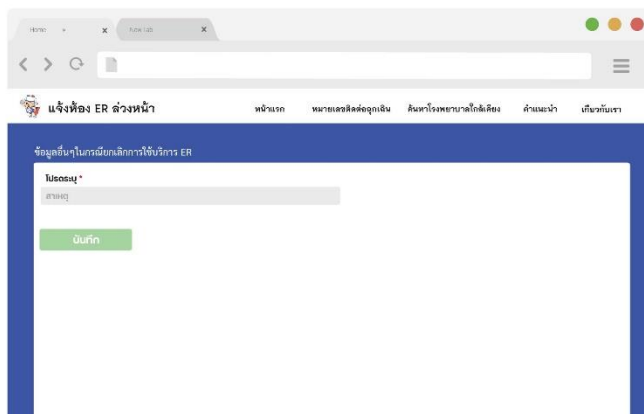 Home
New Tab
แจ้งห้อง ER ล่วงหน้า
หน้าแรก หมายเลขติดต่อฉุกเฉิน ค้นหาโรงพยาบาลใกล้เคียง คำแนะนำ เกี่ยวกับเรา
ข้อมูลอื่นๆในกรณียกเลิกการใช้บริการ ER
โปรดระบุ *
สาเหตุ
บันทึก